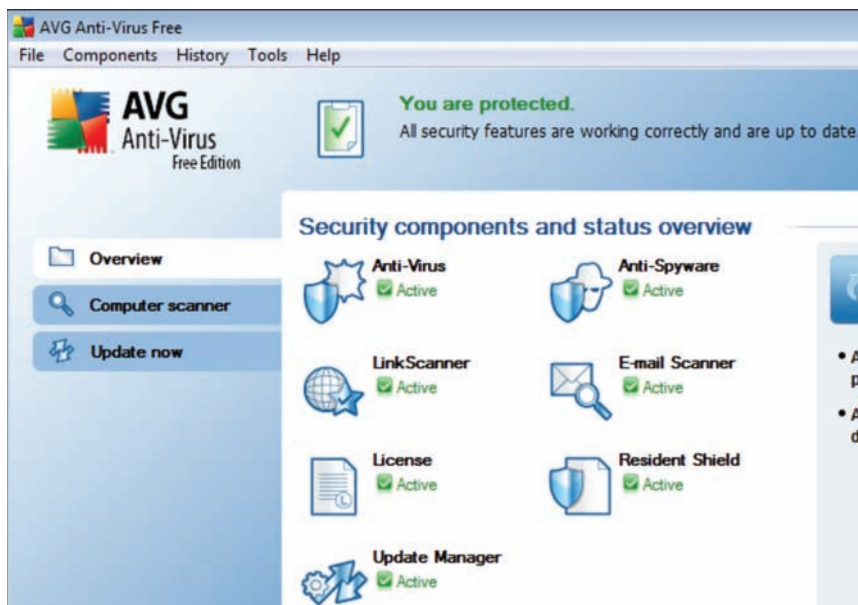 AVG Anti-Virus Free
File Components History Tools Help
AVG
Anti-Virus
Free Edition
You are protected.
All security features are working correctly and are up to date
Overview
Computer scanner
Update now
Security components and status overview
Anti-Virus
Active
Anti-Spyware
Active
LinkScanner
Active
E-mail Scanner
Active
License
Active
Resident Shield
Active
Update Manager
Active